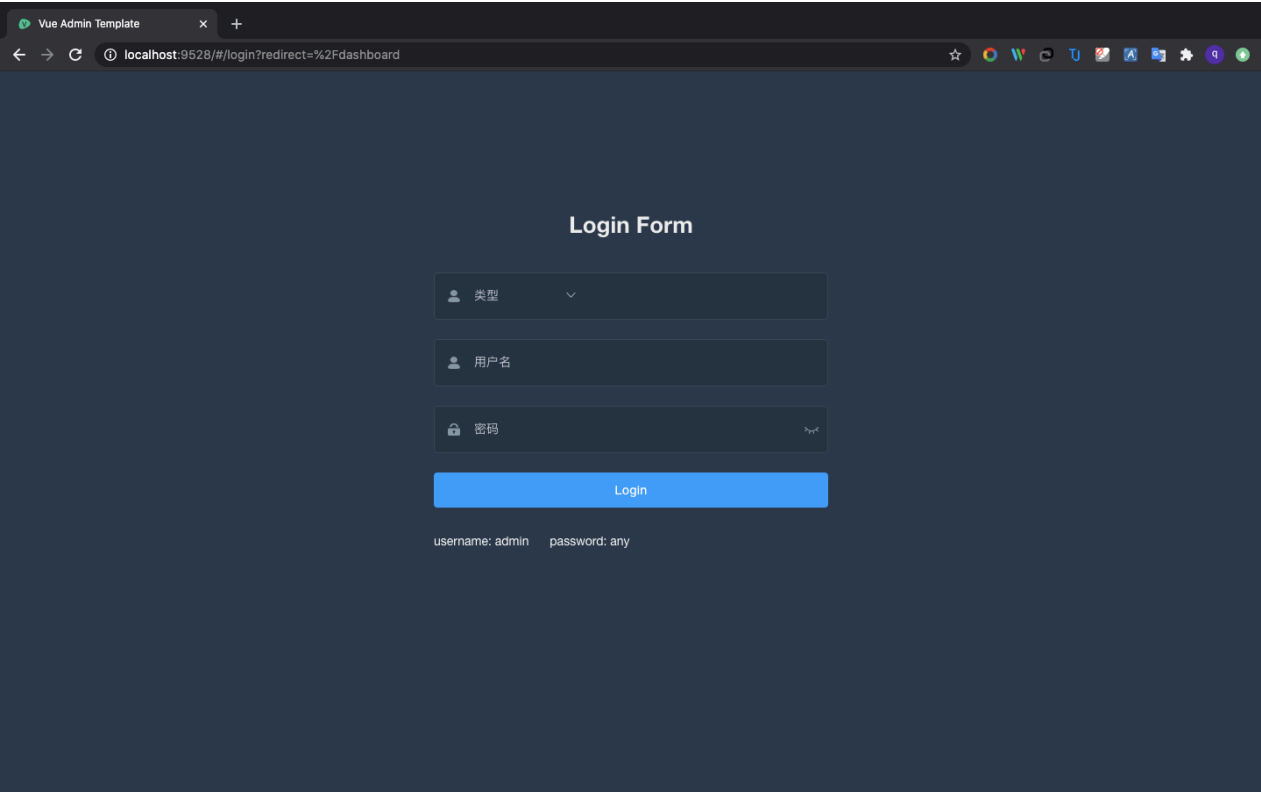 Vue Admin Template
localhost:9528/#/login?redirect=%2Fdashboard
Login Form
类型
用户名
密码
Login
username: admin password: any